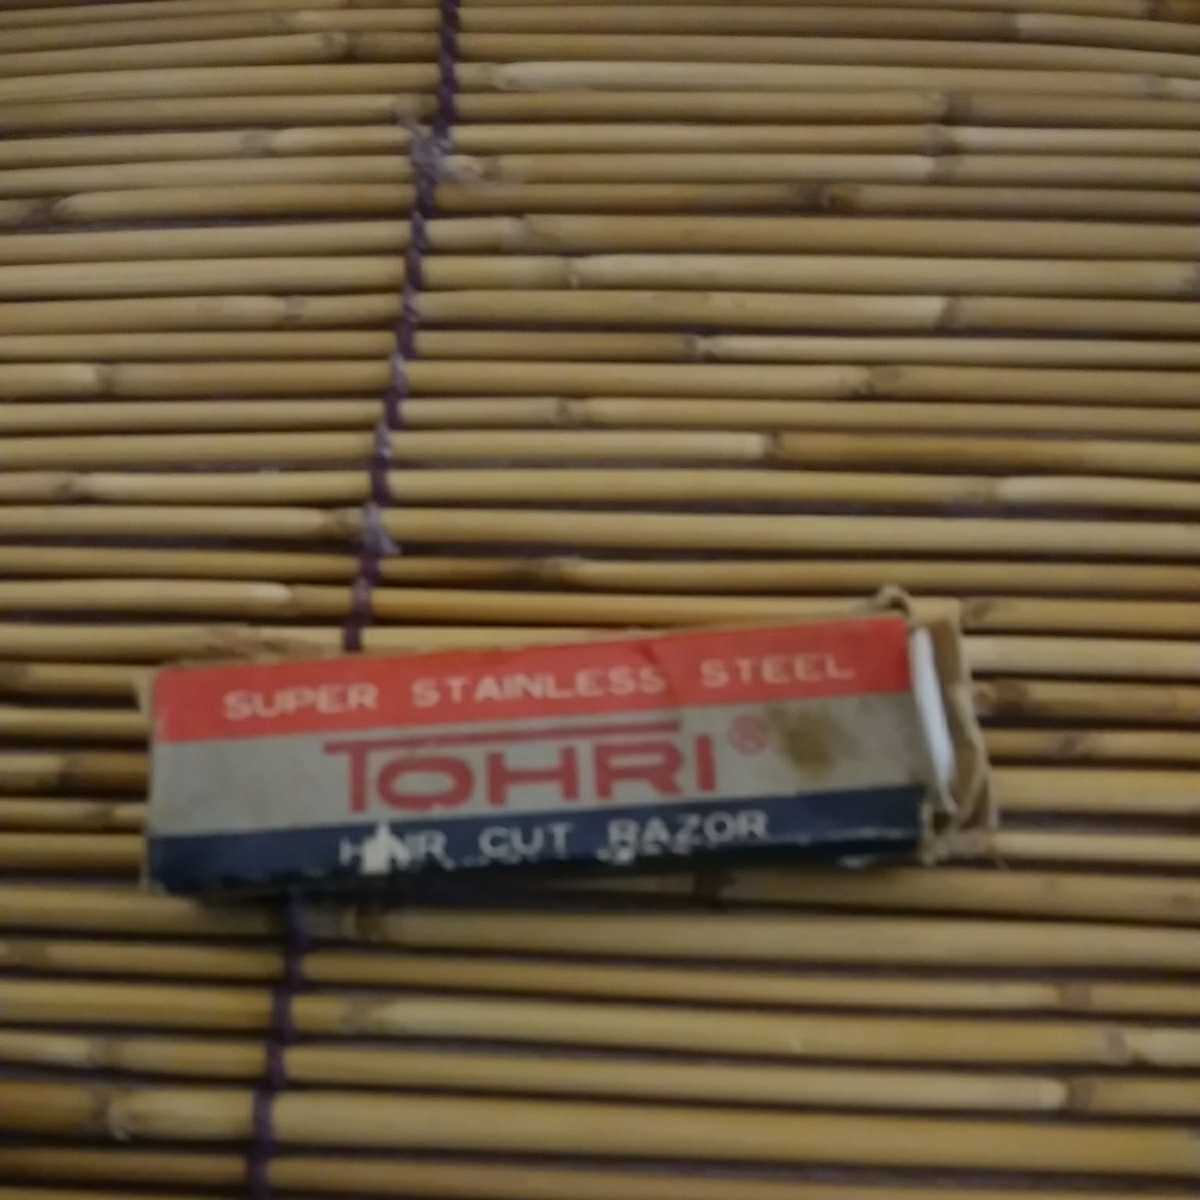 SUPER STAINLESS STEEL
TOHRI®
HAIR CUT RAZOR